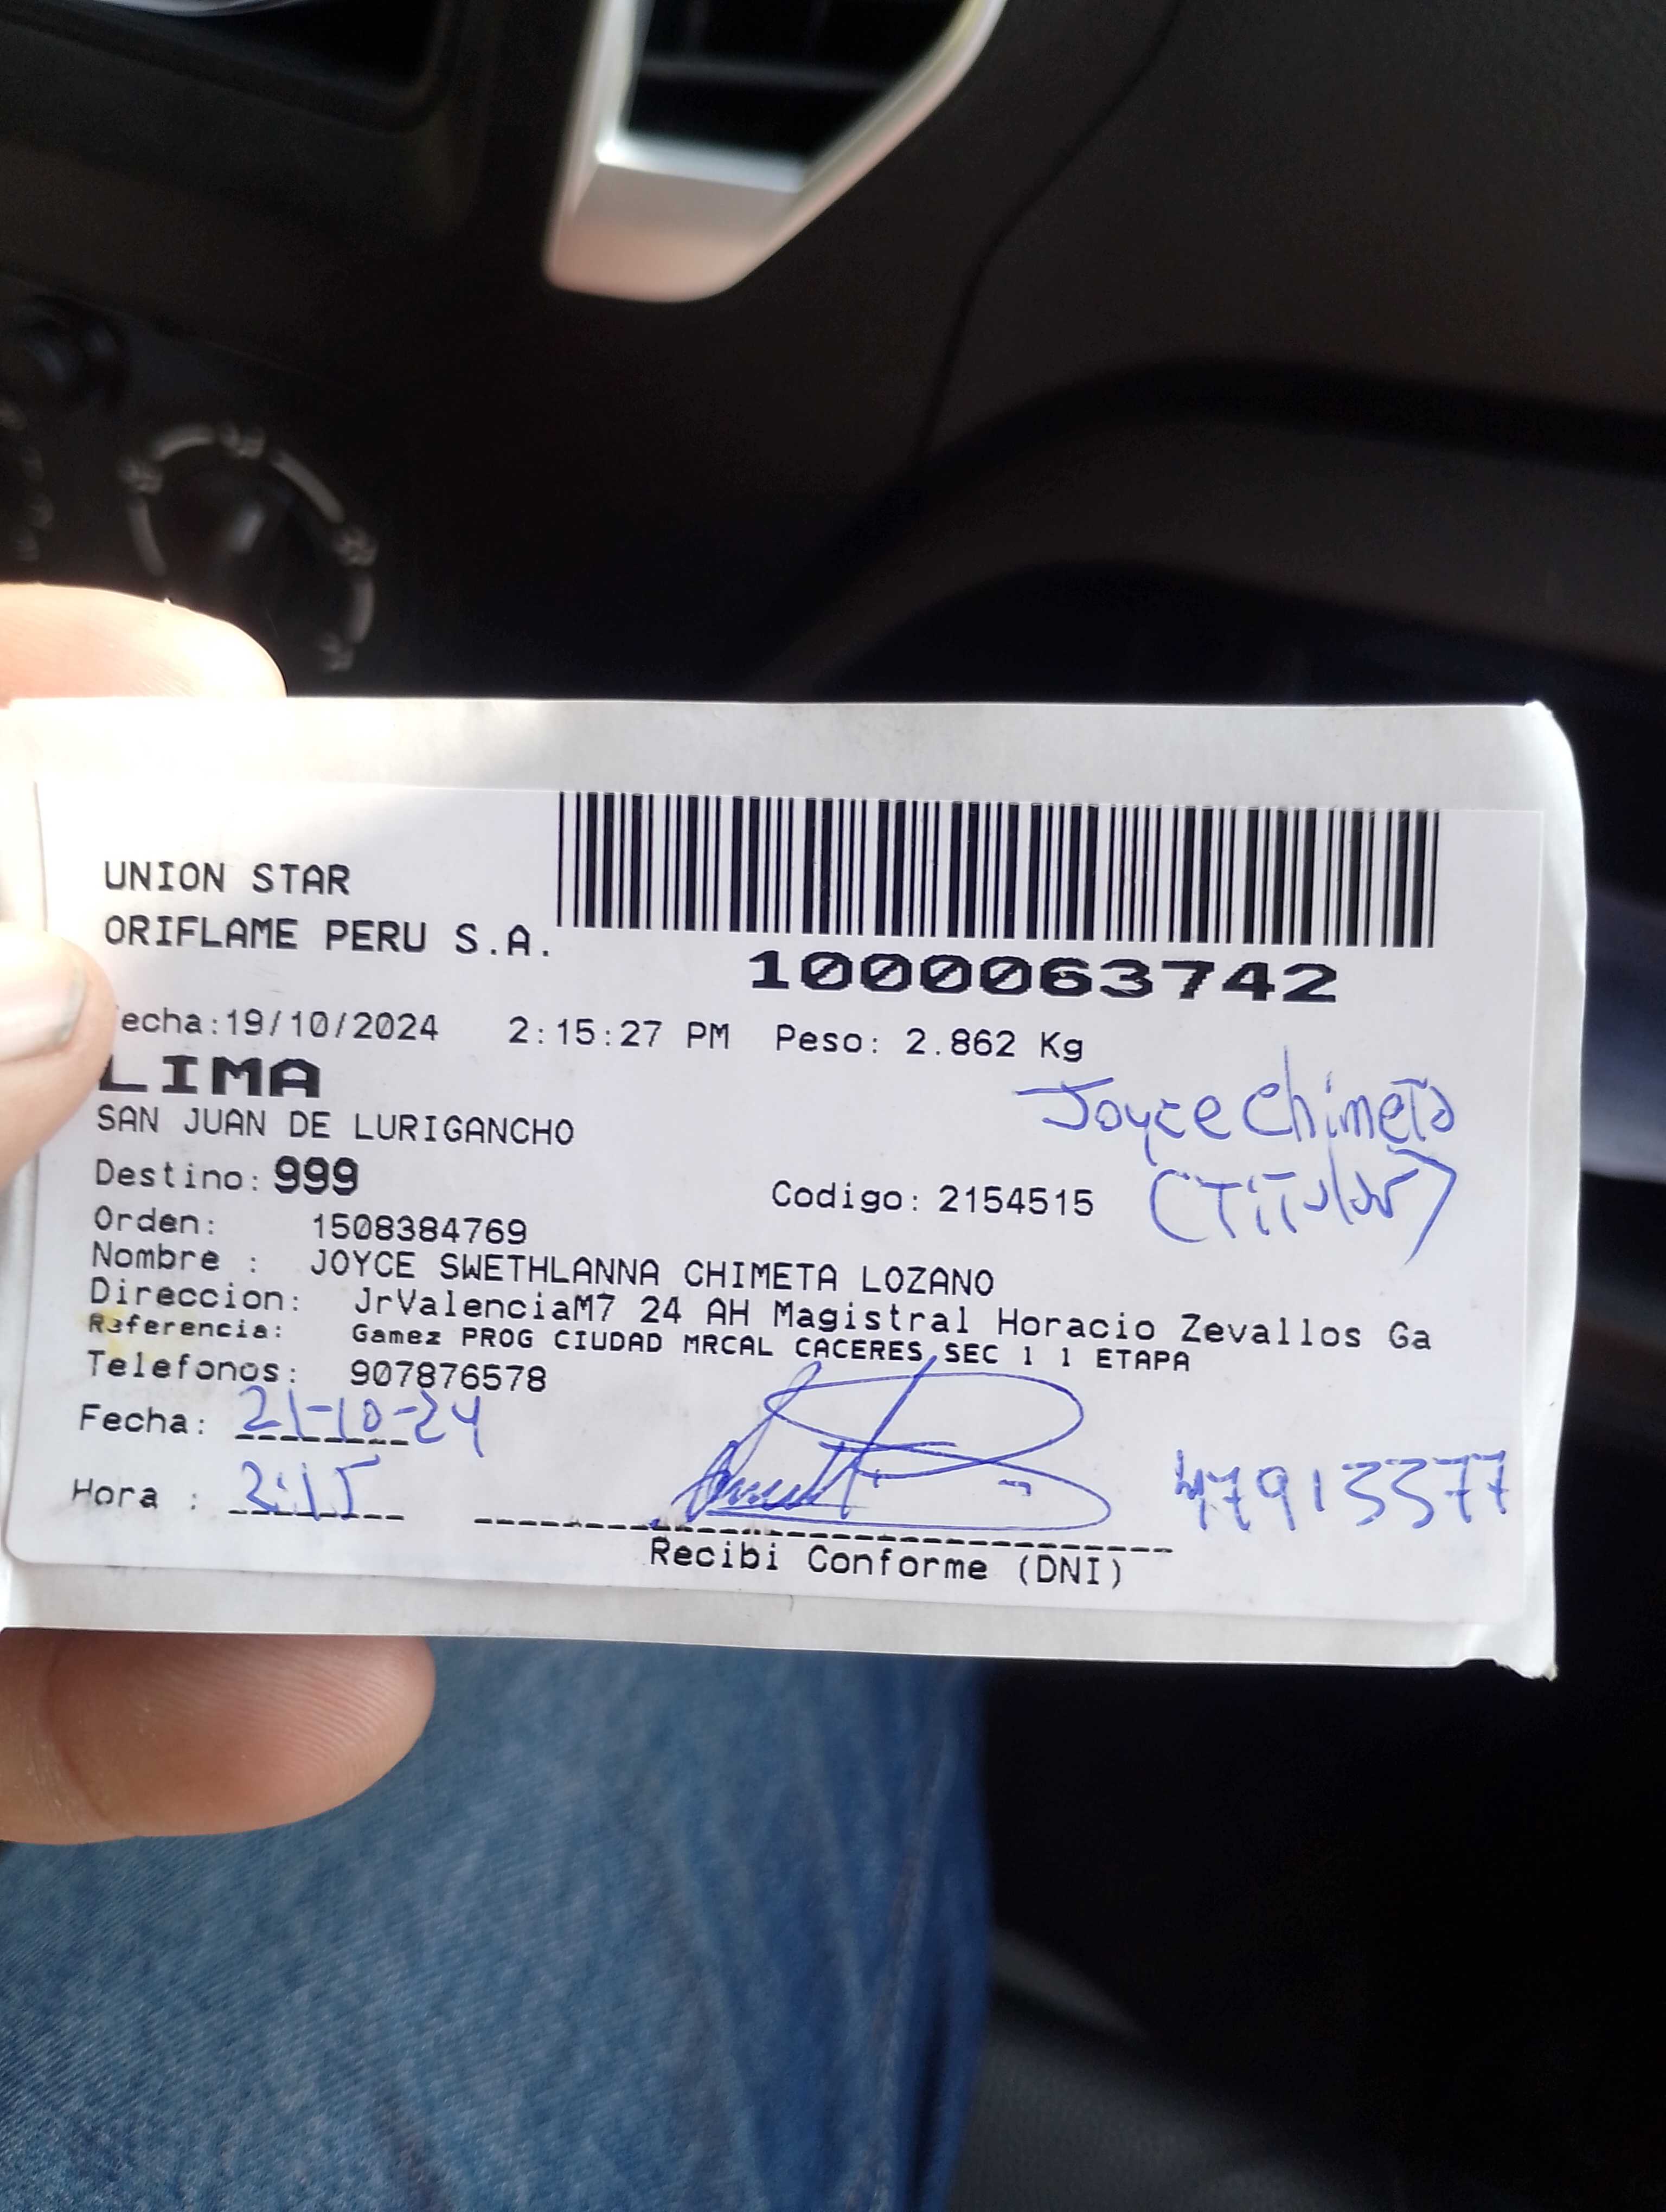 UNION STAR
ORIFLAME PERU S.A.
1000063742
echa:19/10/2024 2:15:27 PM Peso: 2.862 Kg
LIMA
SAN JUAN DE LURIGANCHO
Joyce Chimeta
(Titular)
Destino: 999
Codigo: 2154515
Orden: 1508384769
Nombre : JOYCE SWETHLANNA CHIMETA LOZANO
Direccion: JrValenciaM7 24 AH Magistral Horacio Zevallos Ga
Referencia: Gamez PROG CIUDAD MRCAL CACERES SEC 1 1 ETAPA
Telefonos: 907876578
Fecha: 21-10-24
Hora : 2:15
47913377
Recibi Conforme (DNI)